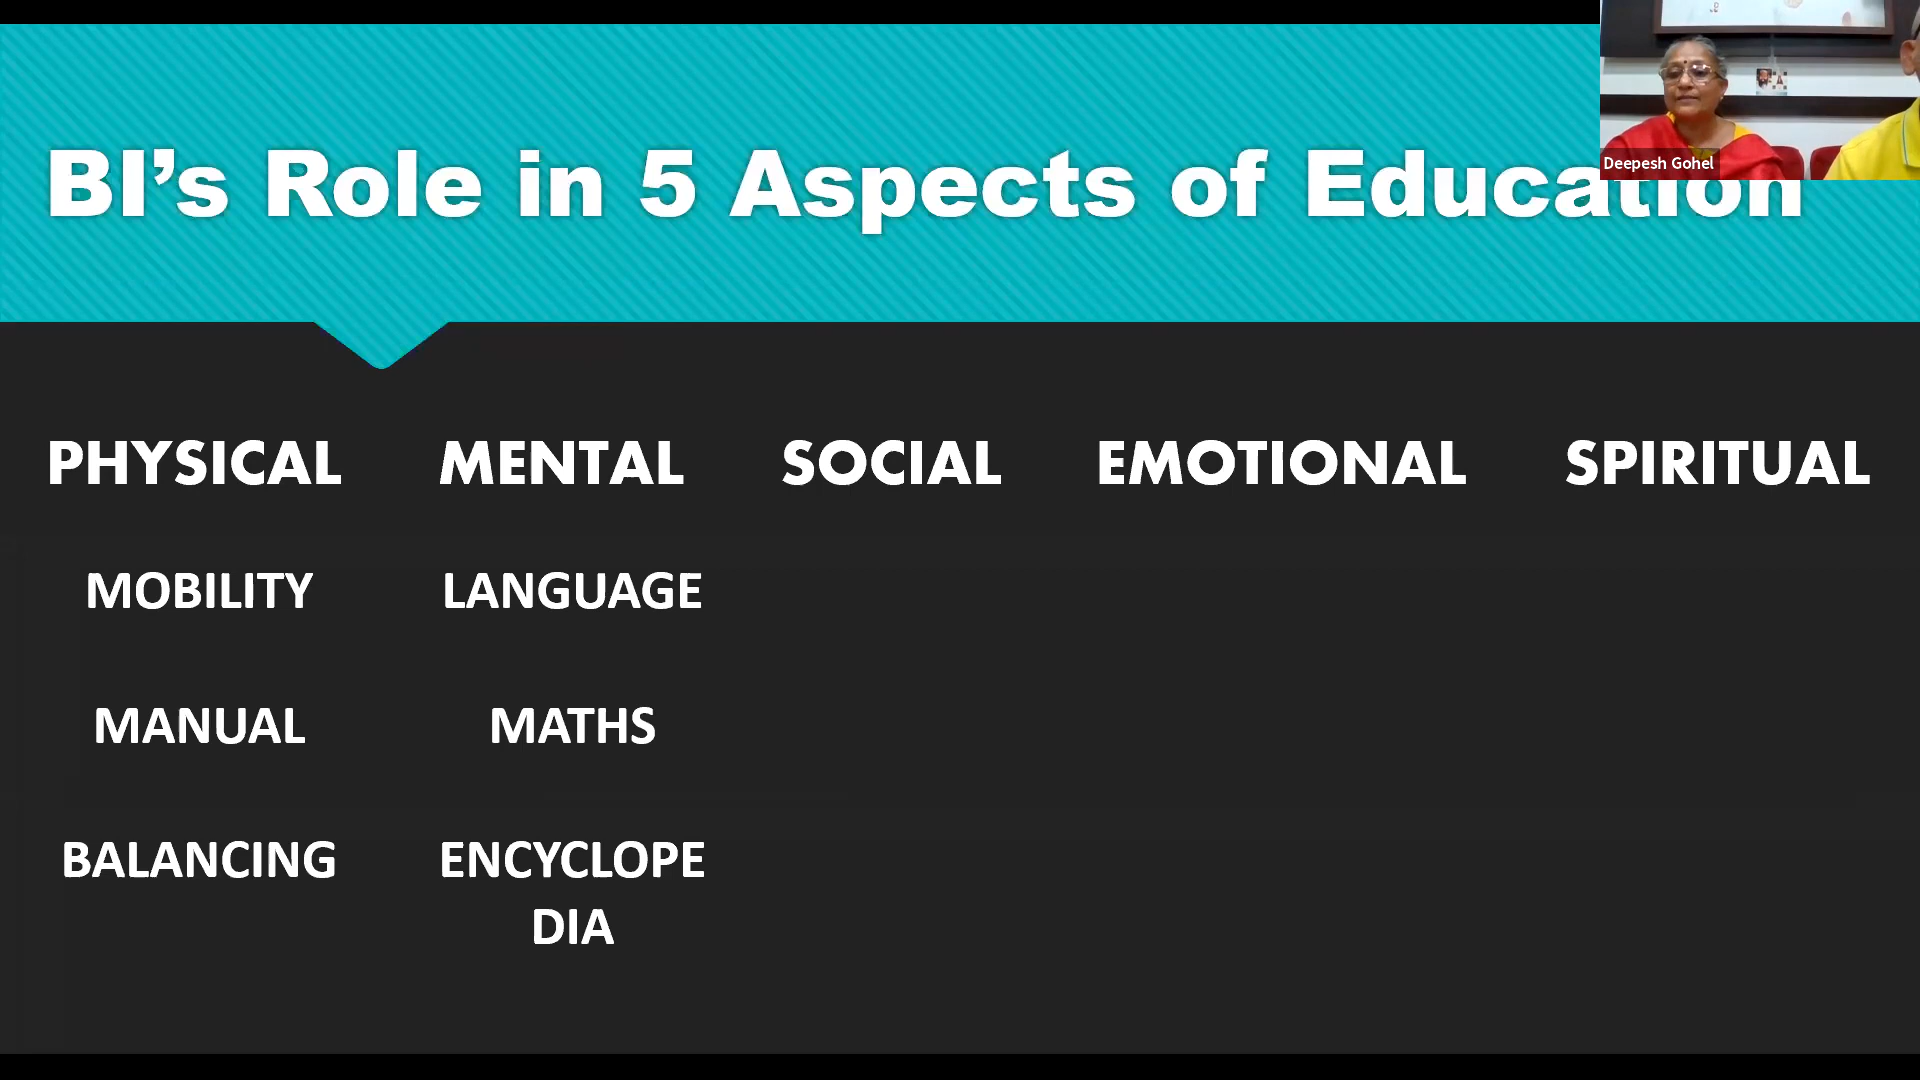 BI’s Role in 5 Aspects of Education
Deepesh Gohel
PHYSICAL MENTAL SOCIAL EMOTIONAL SPIRITUAL
MOBILITY LANGUAGE
MANUAL MATHS
BALANCING ENCYCLOPE
DIA